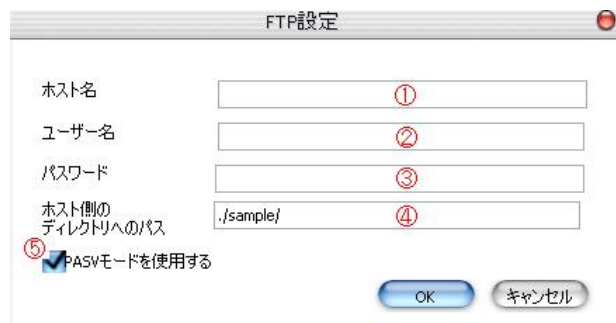 FTP設定
ホスト名
①
ユーザー名
②
パスワード
③
ホスト側の
ディレクトリへのパス
./sample/
④
⑤
PASVモードを使用する
OK
キャンセル